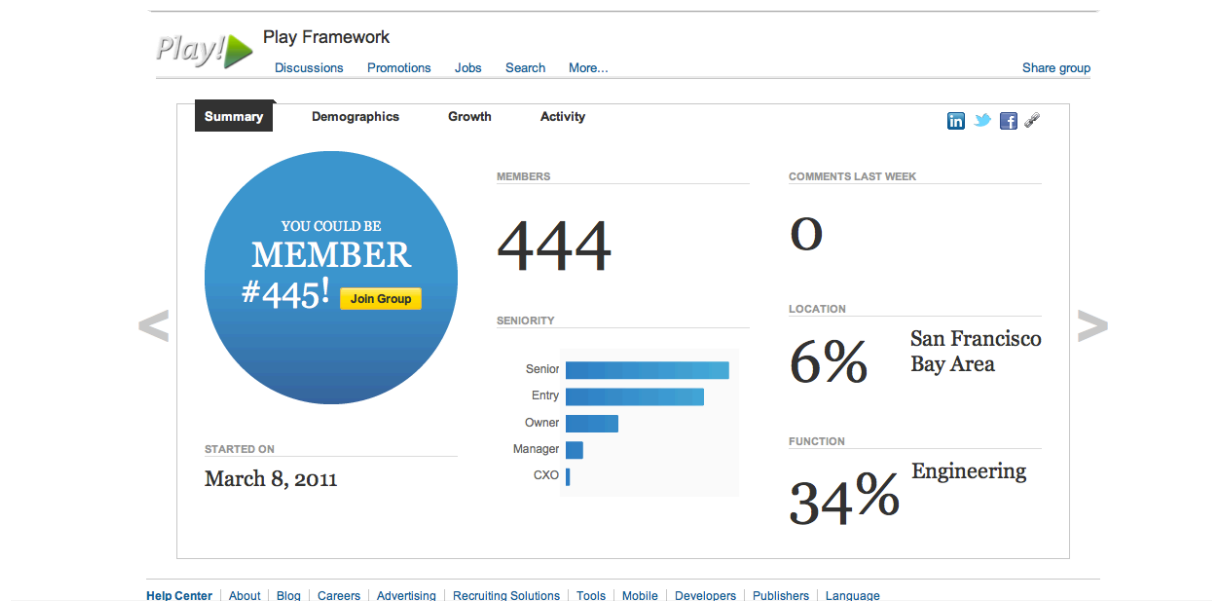 Play!
Play Framework
Discussions Promotions Jobs Search More...
Share group
Summary Demographics Growth Activity
in f
YOU COULD BE
MEMBER
#445! Join Group
STARTED ON
March 8, 2011
MEMBERS
444
SENIORITY
Senior
Entry
Owner
Manager
CXO
COMMENTS LAST WEEK
0
LOCATION
6% San Francisco
Bay Area
FUNCTION
34% Engineering
<
>
Help Center | About | Blog | Careers | Advertising | Recruiting Solutions | Tools | Mobile | Developers | Publishers | Language